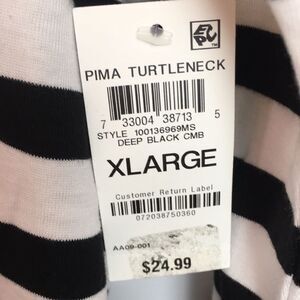 EPC
PIMA TURTLENECK
7 33004 38713 5
STYLE 100136969MS
DEEP BLACK CMB
XLARGE
Customer Return Label
072038750360
AA09-001
$24.99